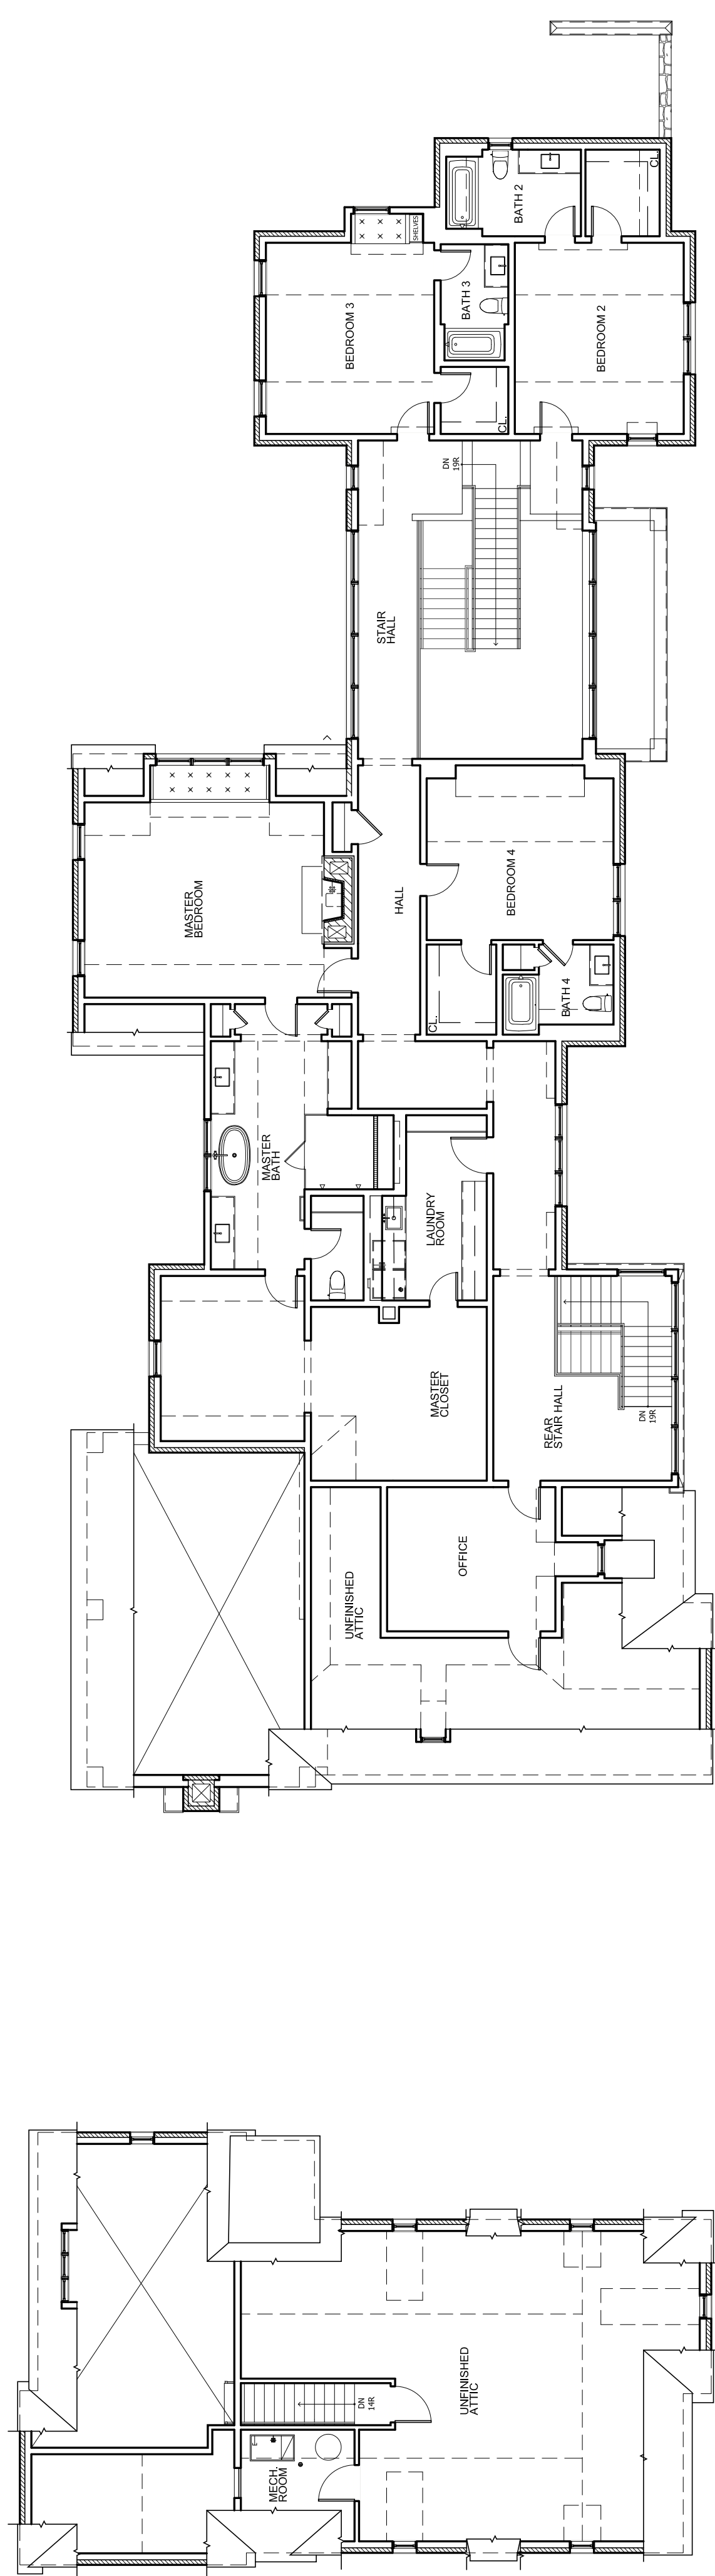 BATH 2
CL.
SHELVES
BEDROOM 3
BATH 3
BEDROOM 2
CL.
DN
19R
STAIR
HALL
MASTER
BEDROOM
HALL
BEDROOM 4
CL.
BATH 4
MASTER
BATH
LAUNDRY
ROOM
MASTER
CLOSET
REAR
STAIR HALL
DN
19R
OFFICE
UNFINISHED
ATTIC
UNFINISHED
ATTIC
DN
14R
MECH.
ROOM